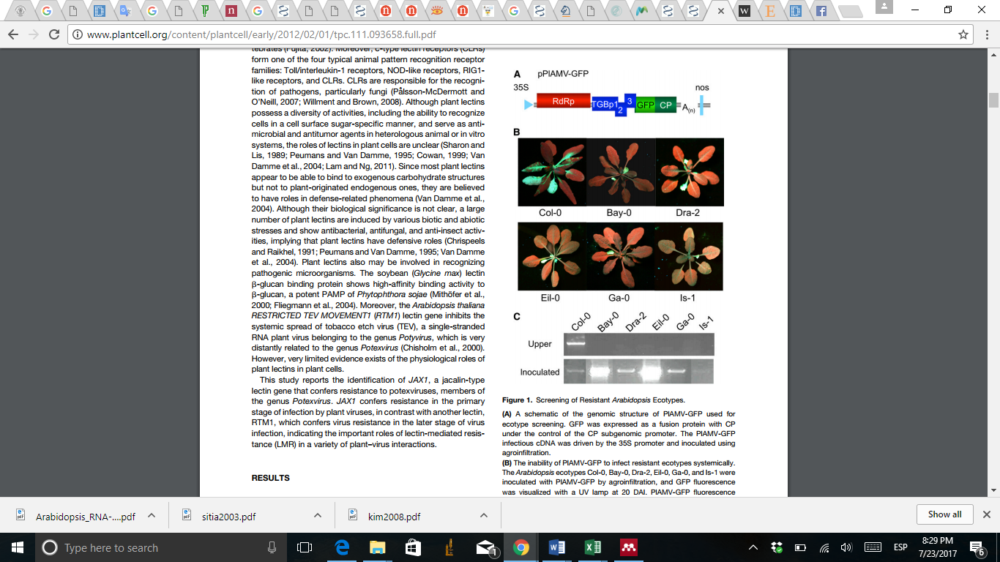 www.plantcell.org/content/plantcell/early/2012/02/01/tpc.111.093658.full.pdf
tebrates (Fujita, 2002). Moreover, c-type lectin receptors (CLRs)
form one of the four typical animal pattern recognition receptor
families: Toll/interleukin-1 receptors, NOD-like receptors, RIG1-
like receptors, and CLRs. CLRs are responsible for the recogni-
tion of pathogens, particularly fungi (Pålsson-McDermott and
O'Neill, 2007; Willment and Brown, 2008). Although plant lectins
possess a diversity of activities, including the ability to recognize
cells in a cell surface sugar-specific manner, and serve as anti-
microbial and antitumor agents in heterologous animal or in vitro
systems, the roles of lectins in plant cells are unclear (Sharon and
Lis, 1989; Peumans and Van Damme, 1995; Cowan, 1999; Van
Damme et al., 2004; Lam and Ng, 2011). Since most plant lectins
appear to be able to bind to exogenous carbohydrate structures
but not to plant-originated endogenous ones, they are believed
to have roles in defense-related phenomena (Van Damme et al.,
2004). Although their biological significance is not clear, a large
number of plant lectins are induced by various biotic and abiotic
stresses and show antibacterial, antifungal, and anti-insect activ-
ities, implying that plant lectins have defensive roles (Chrispeels
and Raikhel, 1991; Peumans and Van Damme, 1995; Van Damme
et al., 2004). Plant lectins also may be involved in recognizing
pathogenic microorganisms. The soybean (Glycine max) lectin
β-glucan binding protein shows high-affinity binding activity to
β-glucan, a potent PAMP of Phytophthora sojae (Mithöfer et al.,
2000; Fliegmann et al., 2004). Moreover, the Arabidopsis thaliana
RESTRICTED TEV MOVEMENT1 (RTM1) lectin gene inhibits the
systemic spread of tobacco etch virus (TEV), a single-stranded
RNA plant virus belonging to the genus Potyvirus, which is very
distantly related to the genus Potexvirus (Chisholm et al., 2000).
However, very limited evidence exists of the physiological roles of
plant lectins in plant cells.
This study reports the identification of JAX1, a jacalin-type
lectin gene that confers resistance to potexviruses, members of
the genus Potexvirus. JAX1 confers resistance in the primary
stage of infection by plant viruses, in contrast with another lectin,
RTM1, which confers virus resistance in the later stage of virus
infection, indicating the important roles of lectin-mediated resis-
tance (LMR) in a variety of plant–virus interactions.
RESULTS
A pPlAMV-GFP
35S nos
RdRp TGBp1 2 3 GFP CP A(n)
B
Col-0 Bay-0 Dra-2
Eil-0 Ga-0 Is-1
C Col-0 Bay-0 Dra-2 Eil-0 Ga-0 Is-1
Upper
Inoculated
Figure 1. Screening of Resistant Arabidopsis Ecotypes.
(A) A schematic of the genomic structure of PlAMV-GFP used for
ecotype screening. GFP was expressed as a fusion protein with CP
under the control of the CP subgenomic promoter. The PlAMV-GFP
infectious cDNA was driven by the 35S promoter and inoculated using
agroinfiltration.
(B) The inability of PlAMV-GFP to infect resistant ecotypes systemically.
The Arabidopsis ecotypes Col-0, Bay-0, Dra-2, Eil-0, Ga-0, and Is-1 were
inoculated with PlAMV-GFP by agroinfiltration, and GFP fluorescence
was visualized with a UV lamp at 20 DAI. PlAMV-GFP fluorescence
Arabidopsis_RNA-....pdf sitia2003.pdf kim2008.pdf Show all
Type here to search ESP 8:29 PM
7/23/2017 6